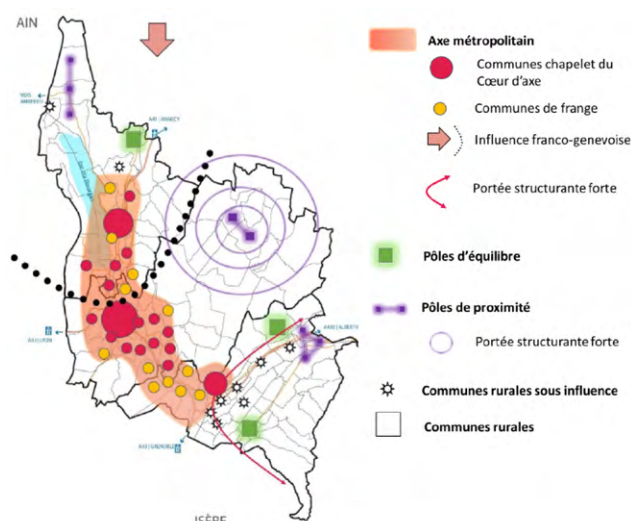 AIN
Axe métropolitain
Communes chapelet du
Cœur d'axe
Communes de frange
Influence franco-genevoise
Portée structurante forte
Pôles d'équilibre
Pôles de proximité
Portée structurante forte
Communes rurales sous influence
Communes rurales
ISÈRE